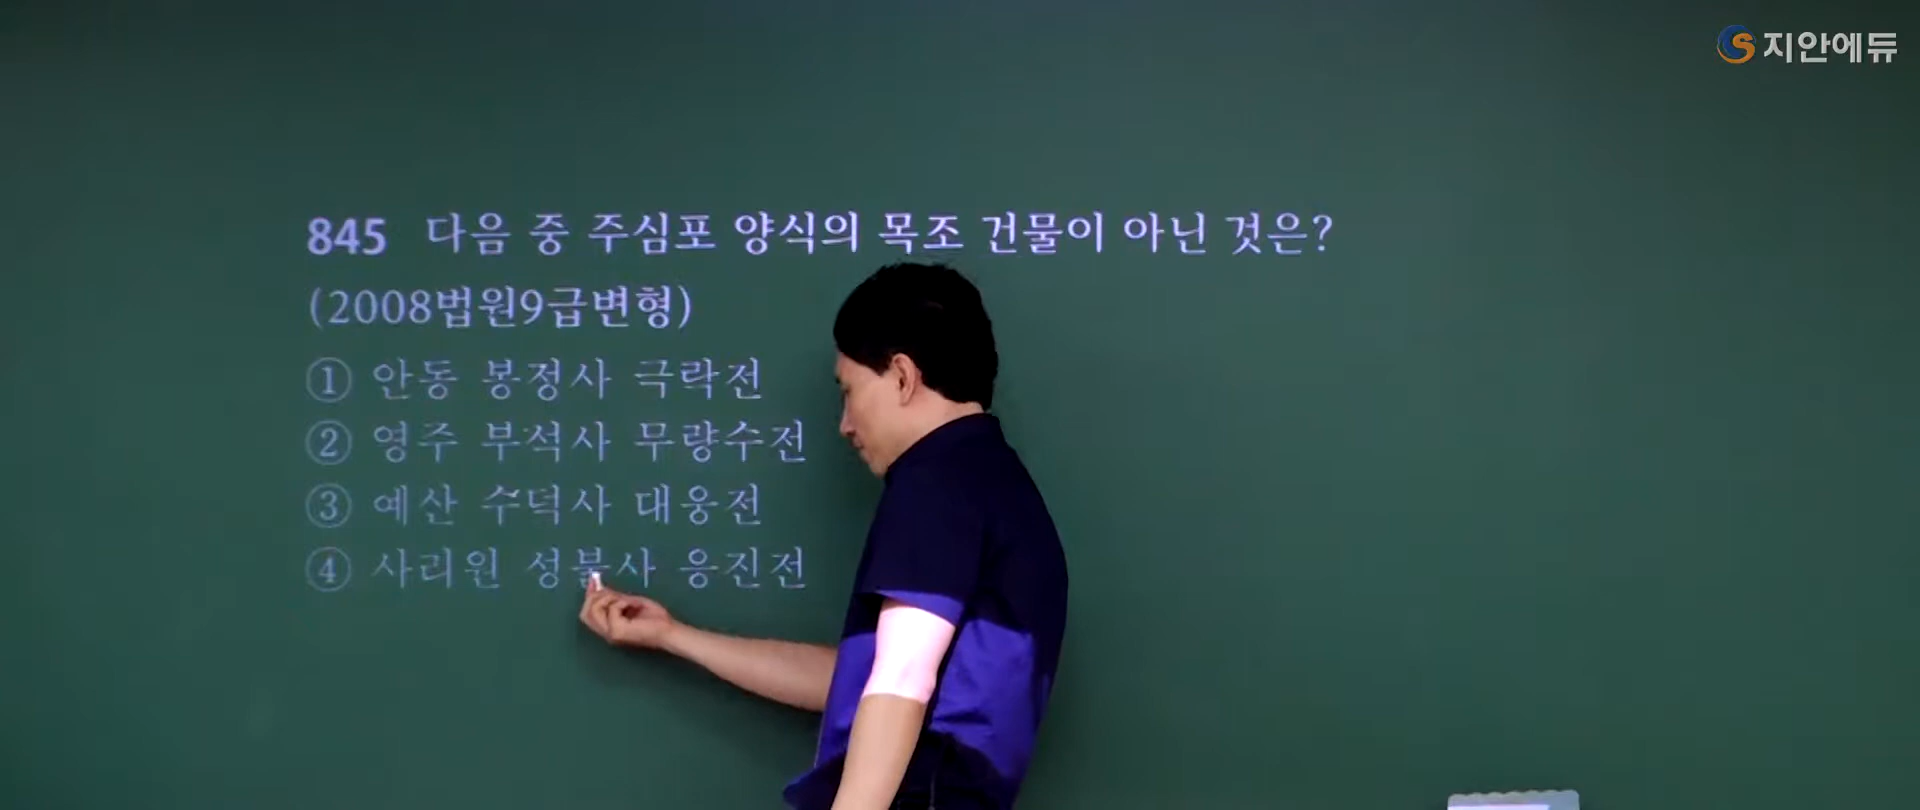 지안에듀
845 다음 중 주심포 양식의 목조 건물이 아닌 것은?
(2008법원9급변형)
① 안동 봉정사 극락전
② 영주 부석사 무량수전
③ 예산 수덕사 대웅전
④ 사리원 성불사 응진전